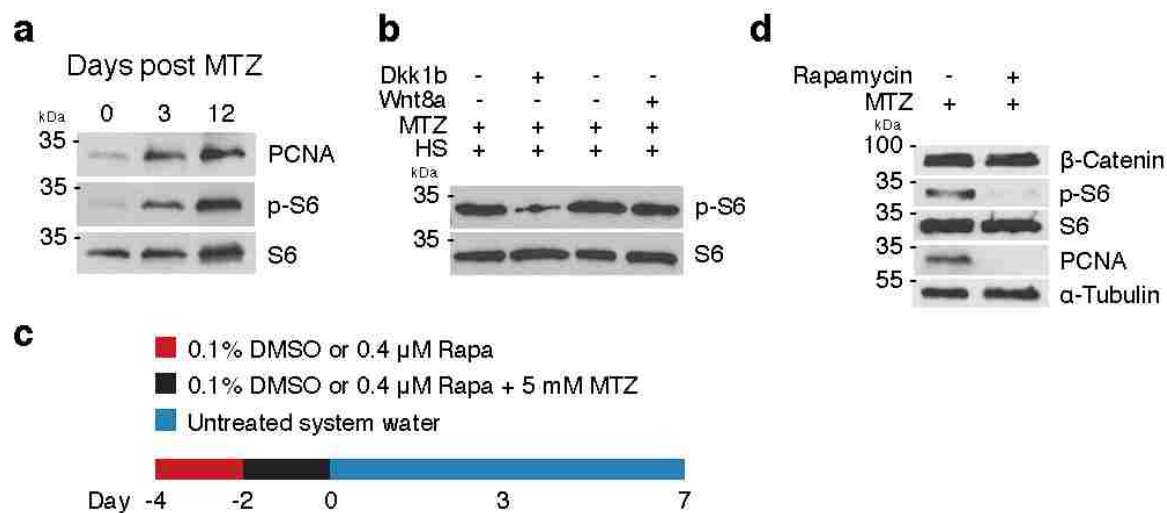 a
Days post MTZ
0 3 12
kDa
35 PCNA
35 p-S6
35 S6
b
Dkk1b - + - -
Wnt8a - - - +
MTZ + + + +
HS + + + +
kDa
35 p-S6
35 S6
c
0.1% DMSO or 0.4 μM Rapa
0.1% DMSO or 0.4 μM Rapa + 5 mM MTZ
Untreated system water
Day -4 -2 0 3 7
d
Rapamycin - +
MTZ + +
kDa
100 β-Catenin
35 p-S6
35 S6
35 PCNA
55 α-Tubulin